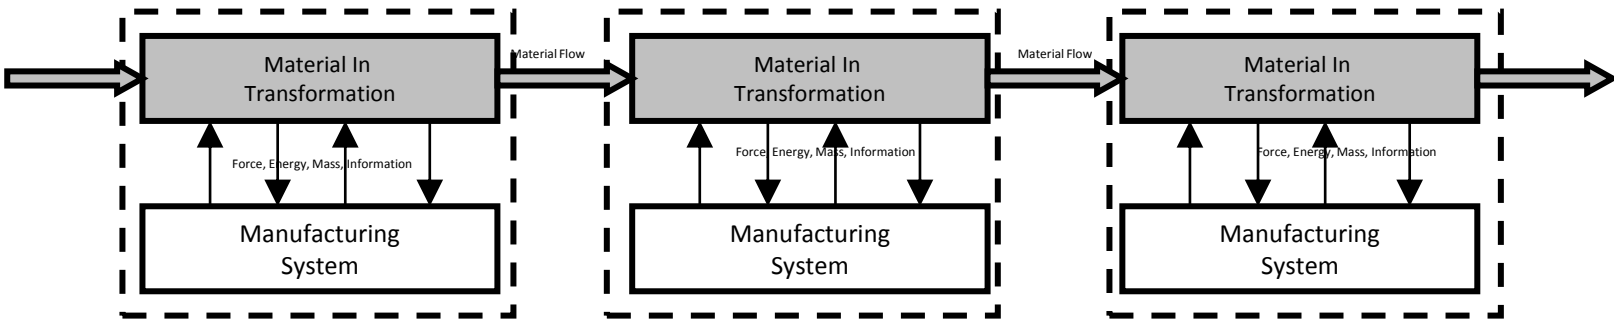 Material In
Transformation
Material Flow
Material In
Transformation
Material Flow
Material In
Transformation
Force, Energy, Mass, Information
Force, Energy, Mass, Information
Force, Energy, Mass, Information
Manufacturing
System
Manufacturing
System
Manufacturing
System